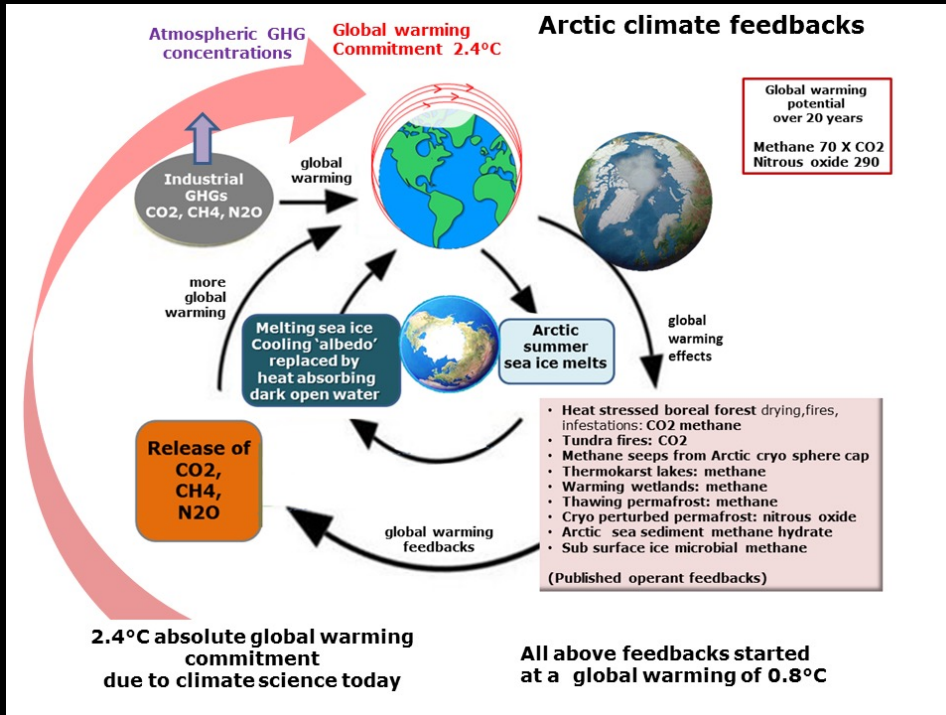 Arctic climate feedbacks
Atmospheric GHG
concentrations
Global warming
Commitment 2.4°C
Global warming
potential
over 20 years
Methane 70 X CO2
Nitrous oxide 290
Industrial
GHGs
CO2, CH4, N2O
global
warming
more
global
warming
Melting sea ice
Cooling ‘albedo’
replaced by
heat absorbing
dark open water
Arctic
summer
sea ice melts
global
warming
effects
Release of
CO2,
CH4,
N2O
• Heat stressed boreal forest drying,fires,
infestations: CO2 methane
• Tundra fires: CO2
• Methane seeps from Arctic cryo sphere cap
• Thermokarst lakes: methane
• Warming wetlands: methane
• Thawing permafrost: methane
• Cryo perturbed permafrost: nitrous oxide
• Arctic sea sediment methane hydrate
• Sub surface ice microbial methane
(Published operant feedbacks)
global warming
feedbacks
2.4°C absolute global warming
commitment
due to climate science today
All above feedbacks started
at a global warming of 0.8°C